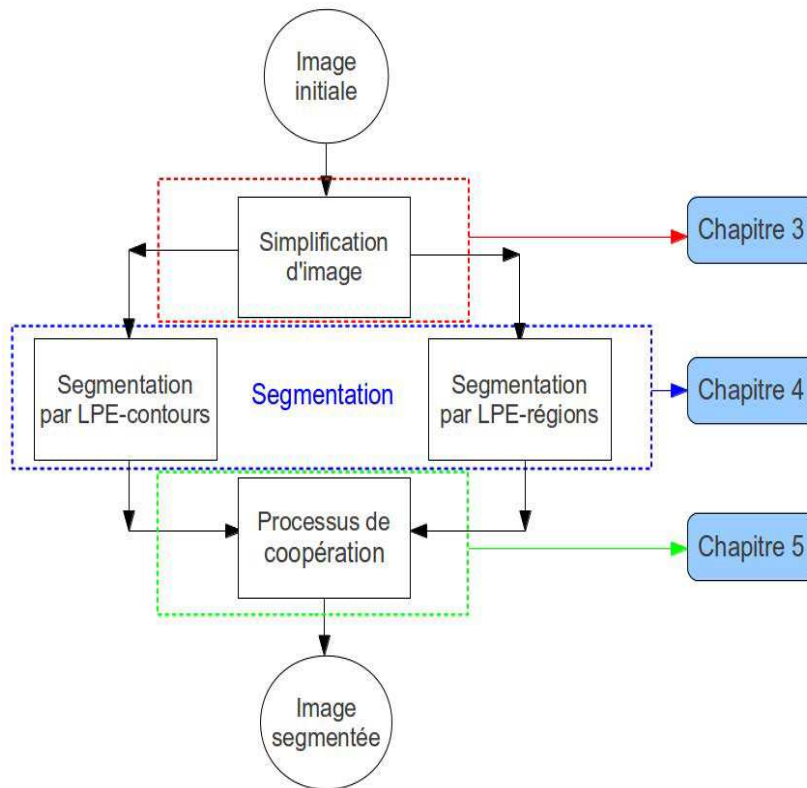 Image
initiale
Simplification
d'image
Chapitre 3
Segmentation
par LPE-contours
Segmentation
Segmentation
par LPE-régions
Chapitre 4
Processus de
coopération
Chapitre 5
Image
segmentée